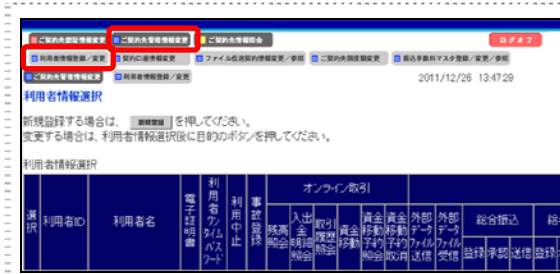 ご契約先認証情報変更 ご契約先管理情報変更 ご契約先情報照会 ログオフ
利用者情報登録/変更 契約口座情報変更 ファイル伝送契約情報変更/参照 ご契約先限度額変更 振込手数料マスタ登録/変更/参照
ご契約先管理情報変更 利用者情報登録/変更 2011/12/26 13:47:29
利用者情報選択
新規登録する場合は、 新規登録 を押してください。
変更する場合は、利用者情報選択後に目的のボタンを押してください。
利用者情報選択
選択 利用者ID 利用者名 電子証明書 利用者ワンタイムパスワード 利用中止 事故登録
オンライン取引
残高照会 入出金明細照会 取引履歴照会 資金移動 資金移動予約照会 資金移動予約取消 外部データファイル送信 外部データファイル受信
総合振込
登録 承認 送信 登録